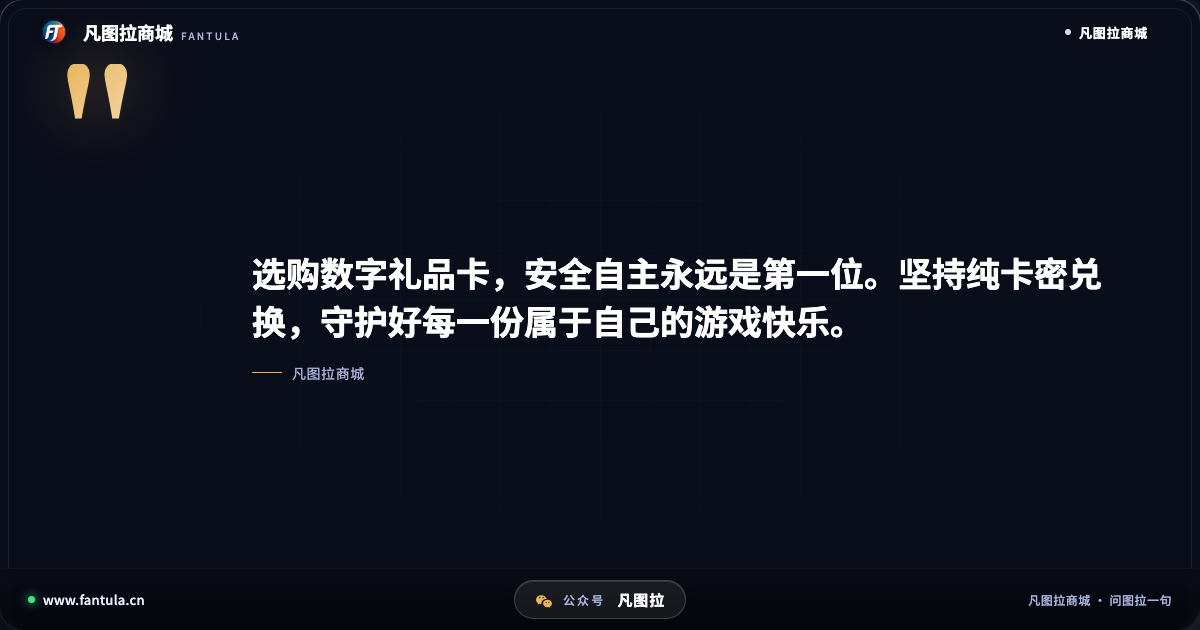 FT 凡图拉商城 FANTULA
凡图拉商城
"
选购数字礼品卡，安全自主永远是第一位。坚持纯卡密兑
换，守护好每一份属于自己的游戏快乐。
凡图拉商城
www.fantula.cn
公众号 凡图拉
凡图拉商城 · 问图拉一句